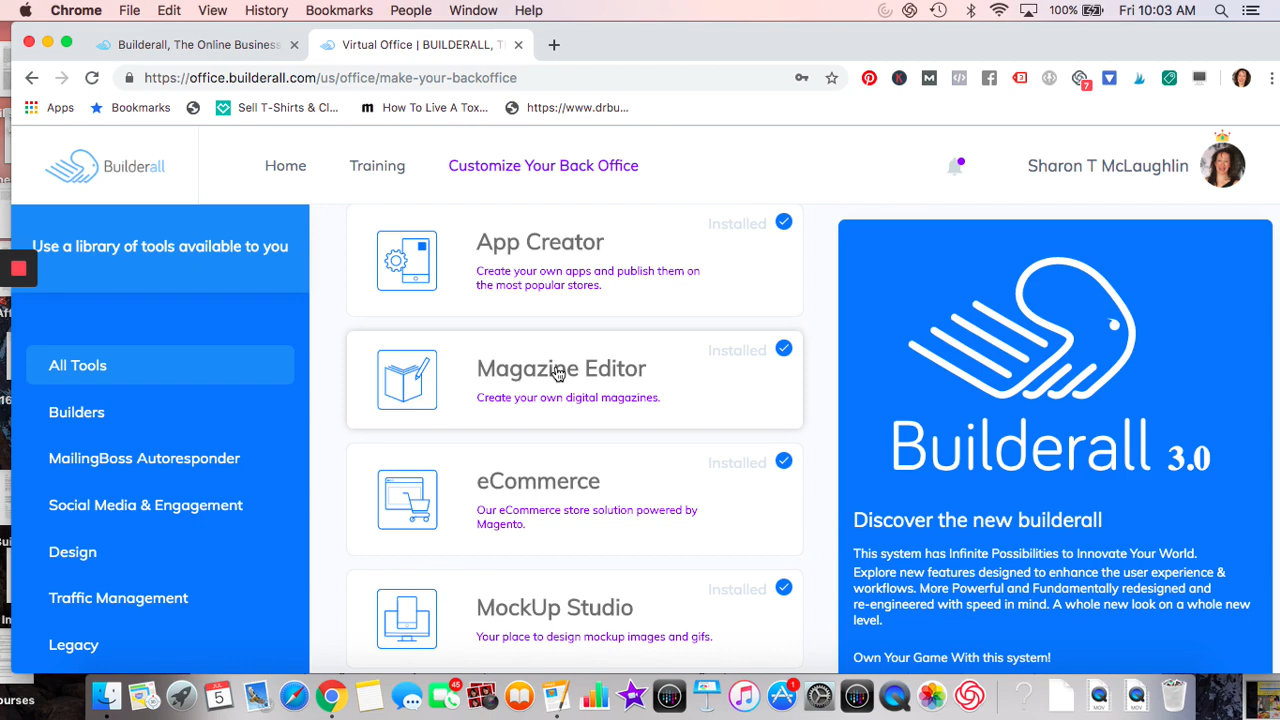 Chrome File Edit View History Bookmarks People Window Help 100% Fri 10:03 AM
Builderall, The Online Business × Virtual Office | BUILDERALL, T × +
https://office.builderall.com/us/office/make-your-backoffice
7
Apps Bookmarks Sell T-Shirts & Cl... How To Live A Tox... https://www.drbu...
Builderall Home Training Customize Your Back Office Sharon T McLaughlin
Use a library of tools available to you
All Tools
Builders
MailingBoss Autoresponder
Social Media & Engagement
Design
Traffic Management
Legacy
Installed
App Creator
Create your own apps and publish them on
the most popular stores.
Installed
Magazine Editor
Create your own digital magazines.
Installed
eCommerce
Our eCommerce store solution powered by
Magento.
Installed
MockUp Studio
Your place to design mockup images and gifs.
Builderall 3.0
Discover the new builderall
This system has Infinite Possibilities to Innovate Your World.
Explore new features designed to enhance the user experience &
workflows. More Powerful and Fundamentally redesigned and
re-engineered with speed in mind. A whole new look on a whole new
level.
Own Your Game With this system!
5
45
1
ourses